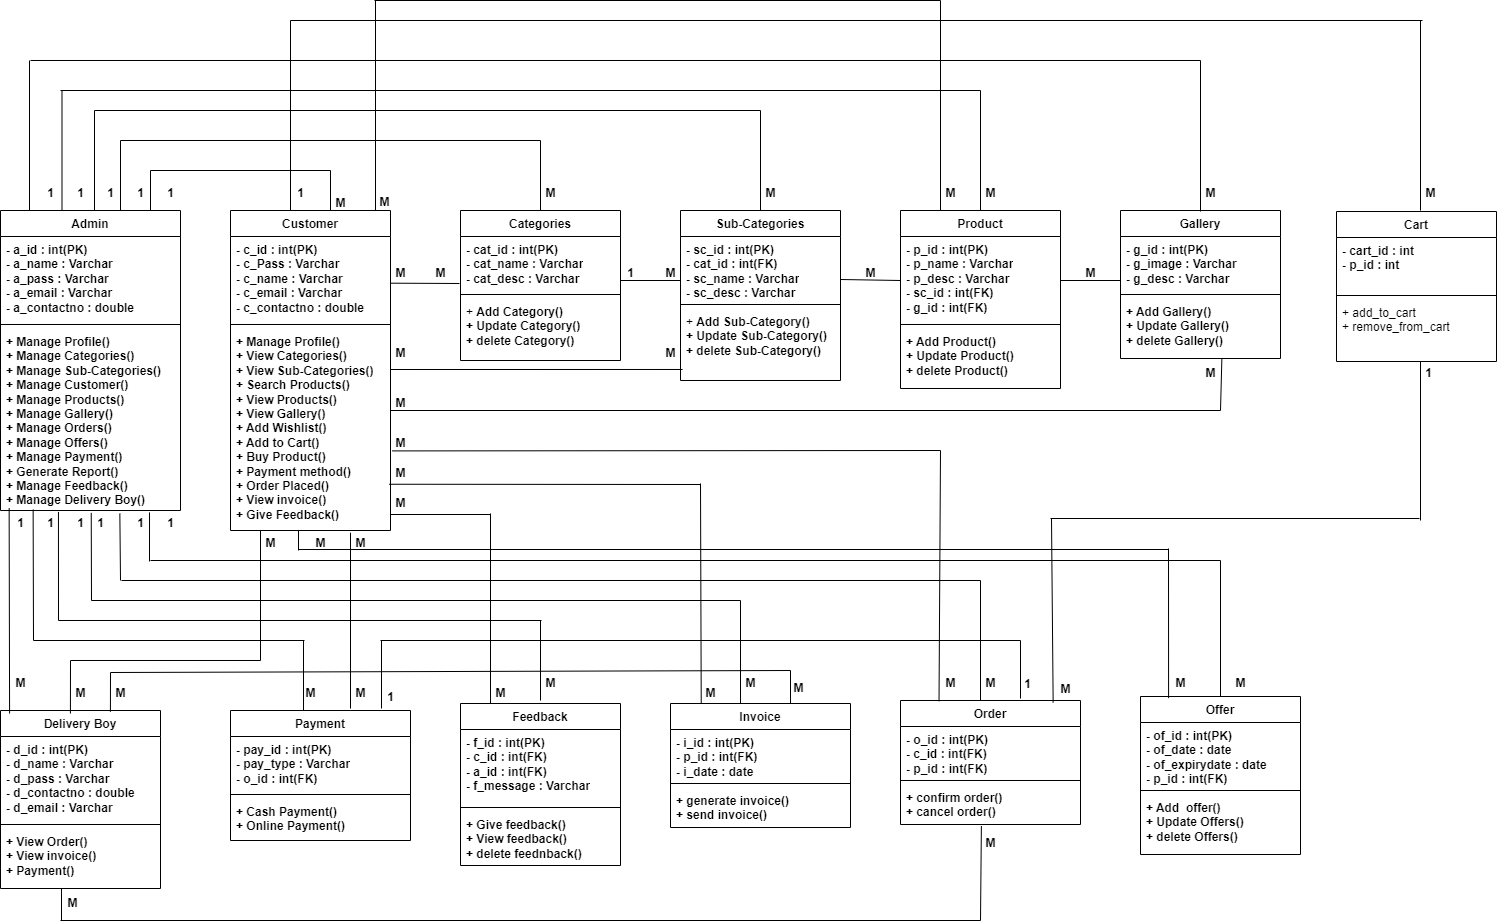 1
1
1
1
1
1
M
M
M
M
M
M
M
M
Admin
- a_id : int(PK)
- a_name : Varchar
- a_pass : Varchar
- a_email : Varchar
- a_contactno : double
+ Manage Profile()
+ Manage Categories()
+ Manage Sub-Categories()
+ Manage Customer()
+ Manage Products()
+ Manage Gallery()
+ Manage Orders()
+ Manage Offers()
+ Manage Payment()
+ Generate Report()
+ Manage Feedback()
+ Manage Delivery Boy()
Customer
- c_id : int(PK)
- c_Pass : Varchar
- c_name : Varchar
- c_email : Varchar
- c_contactno : double
+ Manage Profile()
+ View Categories()
+ View Sub-Categories()
+ Search Products()
+ View Products()
+ View Gallery()
+ Add Wishlist()
+ Add to Cart()
+ Buy Product()
+ Payment method()
+ Order Placed()
+ View invoice()
+ Give Feedback()
M
M
M
M
M
M
M
M
Categories
- cat_id : int(PK)
- cat_name : Varchar
- cat_desc : Varchar
+ Add Category()
+ Update Category()
+ delete Category()
1
M
Sub-Categories
- sc_id : int(PK)
- cat_id : int(FK)
- sc_name : Varchar
- sc_desc : Varchar
+ Add Sub-Category()
+ Update Sub-Category()
+ delete Sub-Category()
M
Product
- p_id : int(PK)
- p_name : Varchar
- p_desc : Varchar
- sc_id : int(FK)
- g_id : int(FK)
+ Add Product()
+ Update Product()
+ delete Product()
M
Gallery
- g_id : int(PK)
- g_image : Varchar
- g_desc : Varchar
+ Add Gallery()
+ Update Gallery()
+ delete Gallery()
M
Cart
- cart_id : int
- p_id : int
+ add_to_cart
+ remove_from_cart
1
1
1
1
1
1
1
M
M
M
M
M
M
M
M
1
M
M
M
M
M
M
M
1
M
M
M
Delivery Boy
- d_id : int(PK)
- d_name : Varchar
- d_pass : Varchar
- d_contactno : double
- d_email : Varchar
+ View Order()
+ View invoice()
+ Payment()
M
Payment
- pay_id : int(PK)
- pay_type : Varchar
- o_id : int(FK)
+ Cash Payment()
+ Online Payment()
Feedback
- f_id : int(PK)
- c_id : int(FK)
- a_id : int(FK)
- f_message : Varchar
+ Give feedback()
+ View feedback()
+ delete feednback()
Invoice
- i_id : int(PK)
- p_id : int(FK)
- i_date : date
+ generate invoice()
+ send invoice()
Order
- o_id : int(PK)
- c_id : int(FK)
- p_id : int(FK)
+ confirm order()
+ cancel order()
M
Offer
- of_id : int(PK)
- of_date : date
- of_expirydate : date
- p_id : int(FK)
+ Add  offer()
+ Update Offers()
+ delete Offers()